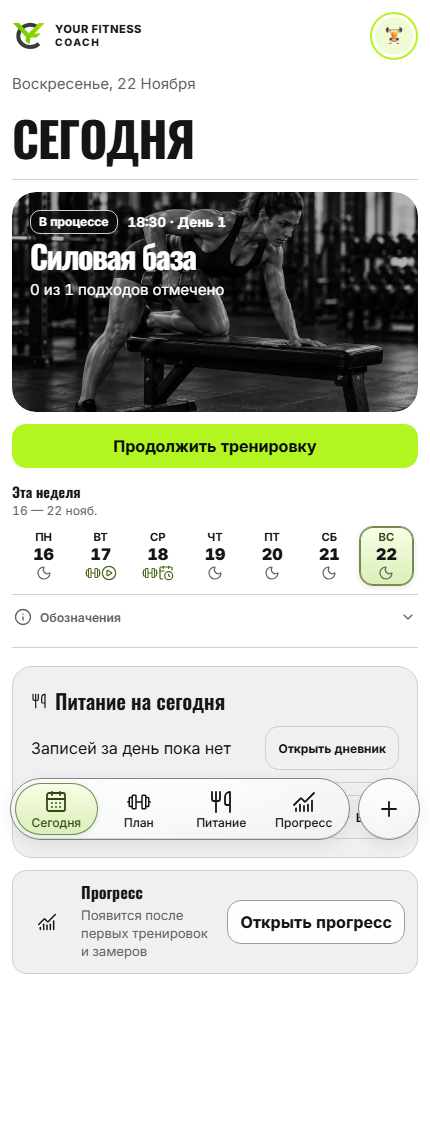 YOUR FITNESS
COACH
Воскресенье, 22 Ноября
СЕГОДНЯ
В процессе 18:30 · День 1
Силовая база
0 из 1 подходов отмечено
Продолжить тренировку
Эта неделя
16 — 22 нояб.
ПН ВТ СР ЧТ ПТ СБ ВС
16 17 18 19 20 21 22
Обозначения
Питание на сегодня
Записей за день пока нет
Открыть дневник
Сегодня План Питание Прогресс
Прогресс
Появится после
первых тренировок
и замеров
Открыть прогресс